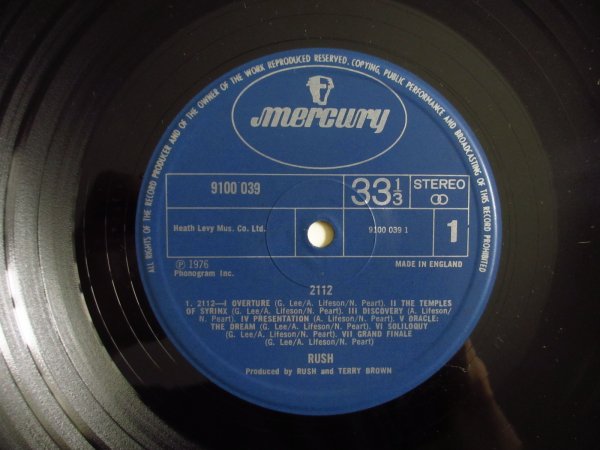 ALL RIGHTS OF THE RECORD PRODUCER AND OF THE OWNER OF THE WORK REPRODUCED RESERVED. COPYING, PUBLIC PERFORMANCE AND BROADCASTING OF THIS RECORD PROHIBITED
mercury
9100 039
33 1/3
STEREO
Heath Levy Mus. Co. Ltd.
9100 039 1
1
Ⓟ 1976
Phonogram Inc.
MADE IN ENGLAND
2112
1. 2112—I OVERTURE (G. Lee/A. Lifeson/N. Peart). II THE TEMPLES
OF SYRINX (G. Lee/A. Lifeson/N. Peart). III DISCOVERY (A. Lifeson/
N. Peart). IV PRESENTATION (A. Lifeson/N. Peart). V ORACLE:
THE DREAM (G. Lee/A. Lifeson/N. Peart). VI SOLILOQUY
(G. Lee/A. Lifeson/N. Peart). VII GRAND FINALE
(G. Lee/A. Lifeson/N. Peart)
RUSH
Produced by RUSH and TERRY BROWN